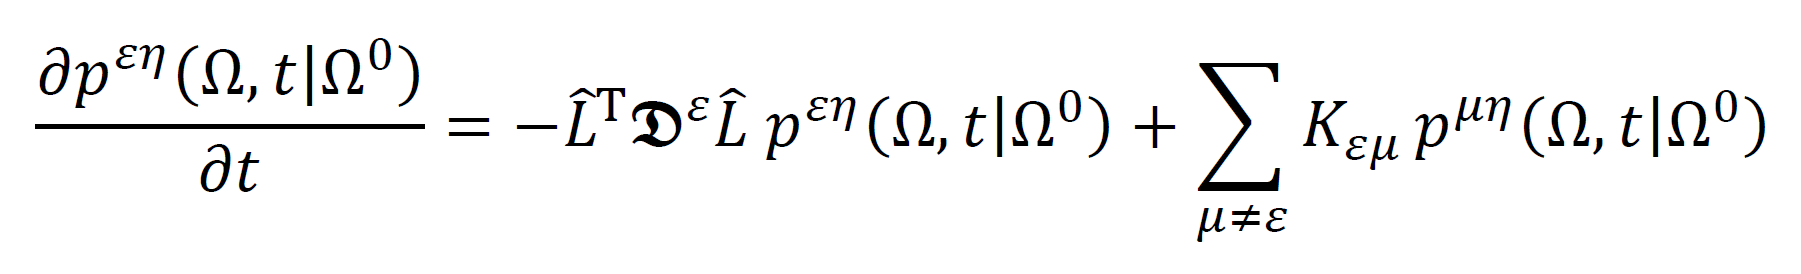 ∂p^{εη}(Ω, t|Ω^0)/∂t = −L̂^T 𝕯^ε L̂ p^{εη}(Ω, t|Ω^0) + ∑_{μ≠ε} K_{εμ} p^{μη}(Ω, t|Ω^0)